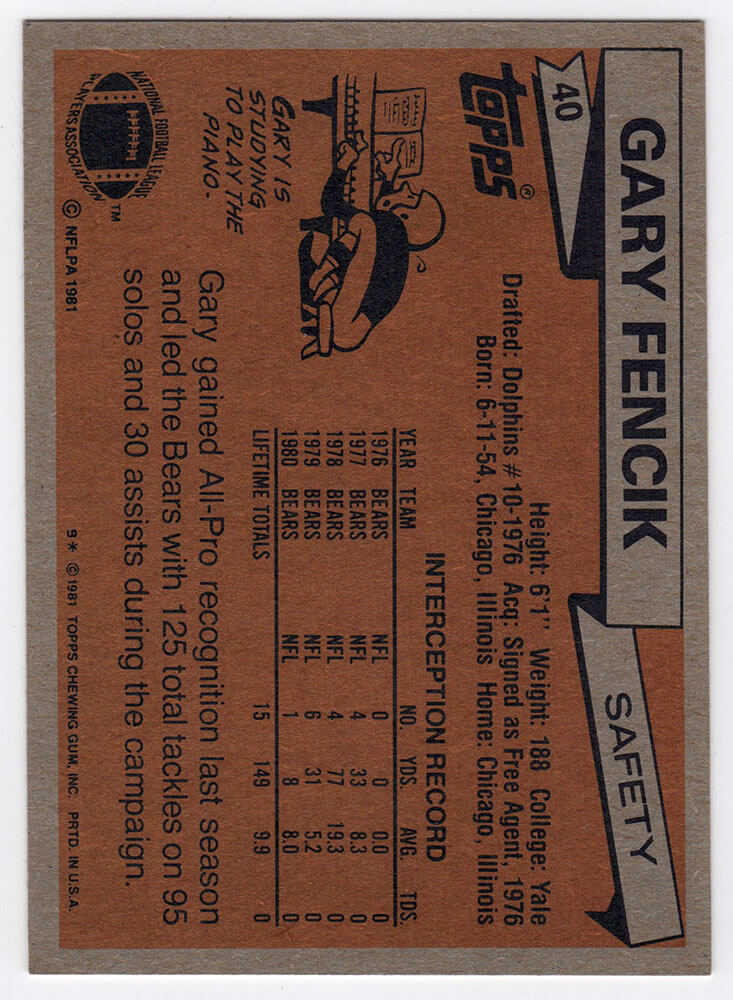 40
GARY FENCIK
SAFETY
topps®
Height: 6'1" Weight: 188 College: Yale
Drafted: Dolphins #10-1976 Acq: Signed as Free Agent, 1976
Born: 6-11-54, Chicago, Illinois Home: Chicago, Illinois
INTERCEPTION RECORD
YEAR TEAM NO. YDS. AVG. TDS.
1976 BEARS NFL 0 0 0.0 0
1977 BEARS NFL 4 33 8.3 0
1978 BEARS NFL 4 77 19.3 0
1979 BEARS NFL 6 31 5.2 0
1980 BEARS NFL 1 8 8.0 0
LIFETIME TOTALS 15 149 9.9 0
GARY IS
STUDYING
TO PLAY THE
PIANO.
Gary gained All-Pro recognition last season
and led the Bears with 125 total tackles on 95
solos and 30 assists during the campaign.
NATIONAL FOOTBALL LEAGUE
PLAYERS ASSOCIATION
TM
© NFLPA 1981
9* © 1981 TOPPS CHEWING GUM, INC. PRTD. IN U.S.A.